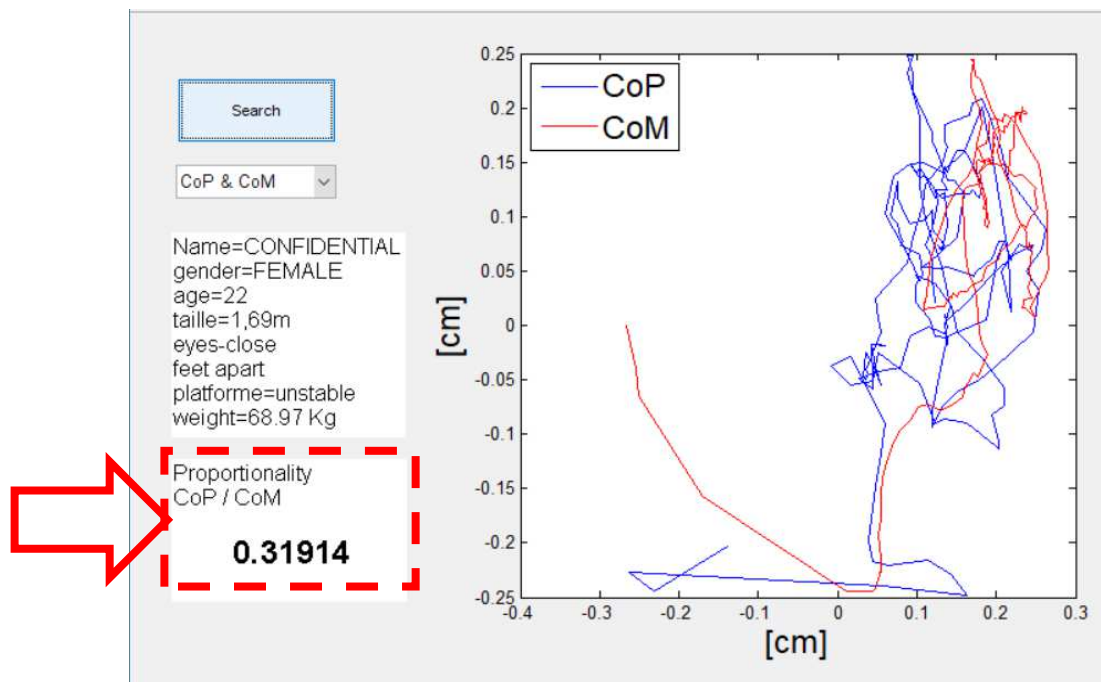 Search
CoP & CoM
Name=CONFIDENTIAL
gender=FEMALE
age=22
taille=1,69m
eyes-close
feet apart
platforme=unstable
weight=68.97 Kg
Proportionality
CoP / CoM
0.31914
CoP
CoM
[cm]
0.25
0.2
0.15
0.1
0.05
0
-0.05
-0.1
-0.15
-0.2
-0.25
-0.4 -0.3 -0.2 -0.1 0 0.1 0.2 0.3
[cm]